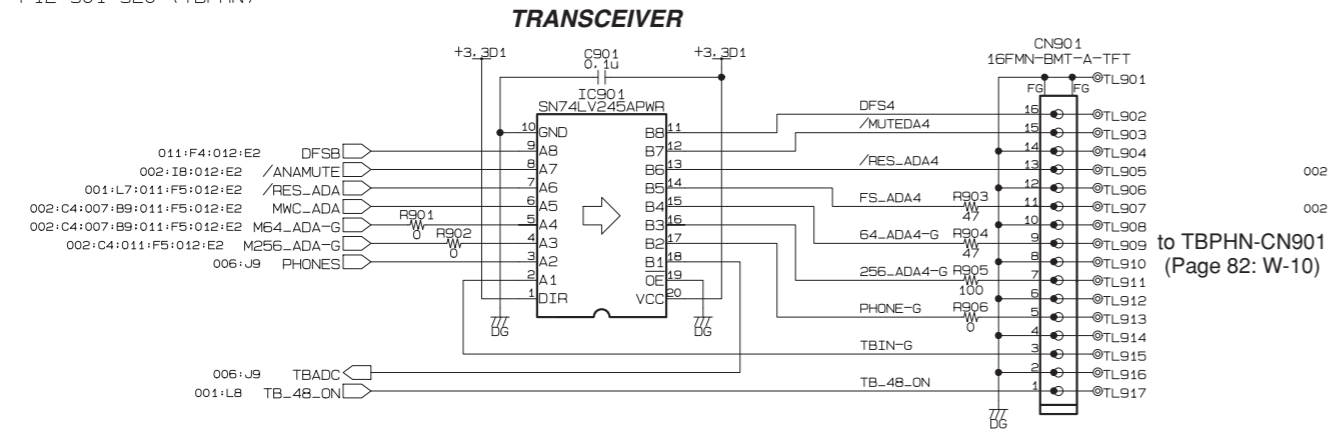 TRANSCEIVER
+3.3D1
C901
0.1u
+3.3D1
CN901
16FMN-BMT-A-TFT
TL901
FG FG
IC901
SN74LV245APWR
10 GND B8 11 DFS4 16 TL902
011:F4:012:E2 DFSB 9 A8 B7 12 /MUTEDA4 15 TL903
14 TL904
002:I8:012:E2 /ANAMUTE 8 A7 B6 13 /RES_ADA4 13 TL905 002
001:L7:011:F5:012:E2 /RES_ADA 7 A6 B5 14 12 TL906
002:C4:007:B9:011:F5:012:E2 MWC_ADA 6 A5 B4 15 FS_ADA4 R903 47 11 TL907 002
002:C4:007:B9:011:F5:012:E2 M64_ADA-G R901 0 5 A4 B3 16 10 TL908
002:C4:011:F5:012:E2 M256_ADA-G R902 0 4 A3 B2 17 64_ADA4-G R904 47 9 TL909 to TBPHN-CN901
006:J9 PHONES 3 A2 B1 18 8 TL910 (Page 82: W-10)
2 A1 OE 19 256_ADA4-G R905 100 7 TL911
1 DIR VCC 20 6 TL912
PHONE-G R906 0 5 TL913
DG DG 4 TL914
TBIN-G 3 TL915
006:J9 TBADC 2 TL916
001:L8 TB_48_ON TB_48_ON 1 TL917
DG